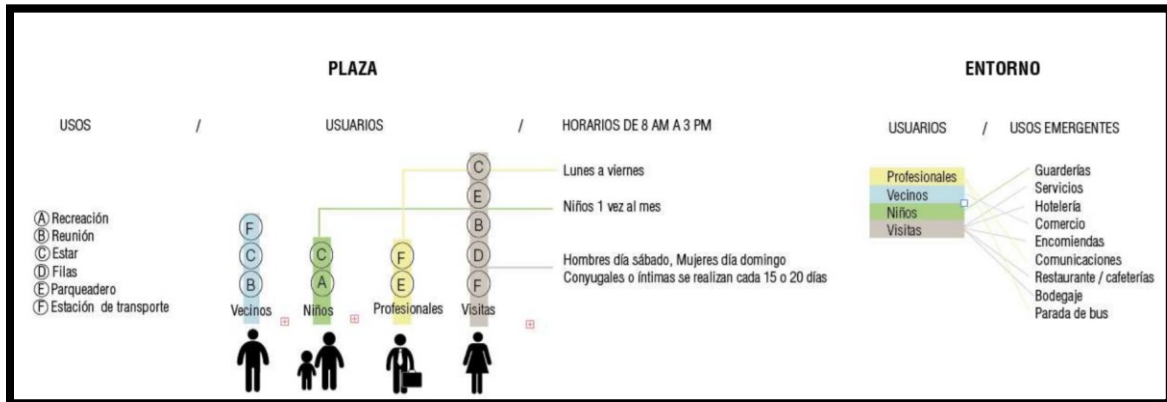 PLAZA
USOS / USUARIOS / HORARIOS DE 8 AM A 3 PM
A Recreación
B Reunión
C Estar
D Filas
E Parqueadero
F Estación de transporte
F
C
B
Vecinos
C
A
Niños
F
E
Profesionales
C
E
B
D
F
Visitas
Lunes a viernes
Niños 1 vez al mes
Hombres día sábado, Mujeres día domingo
Conyugales o íntimas se realizan cada 15 o 20 días
ENTORNO
USUARIOS / USOS EMERGENTES
Profesionales
Vecinos
Niños
Visitas
Guarderías
Servicios
Hotelería
Comercio
Encomiendas
Comunicaciones
Restaurante / cafeterías
Bodegaje
Parada de bus